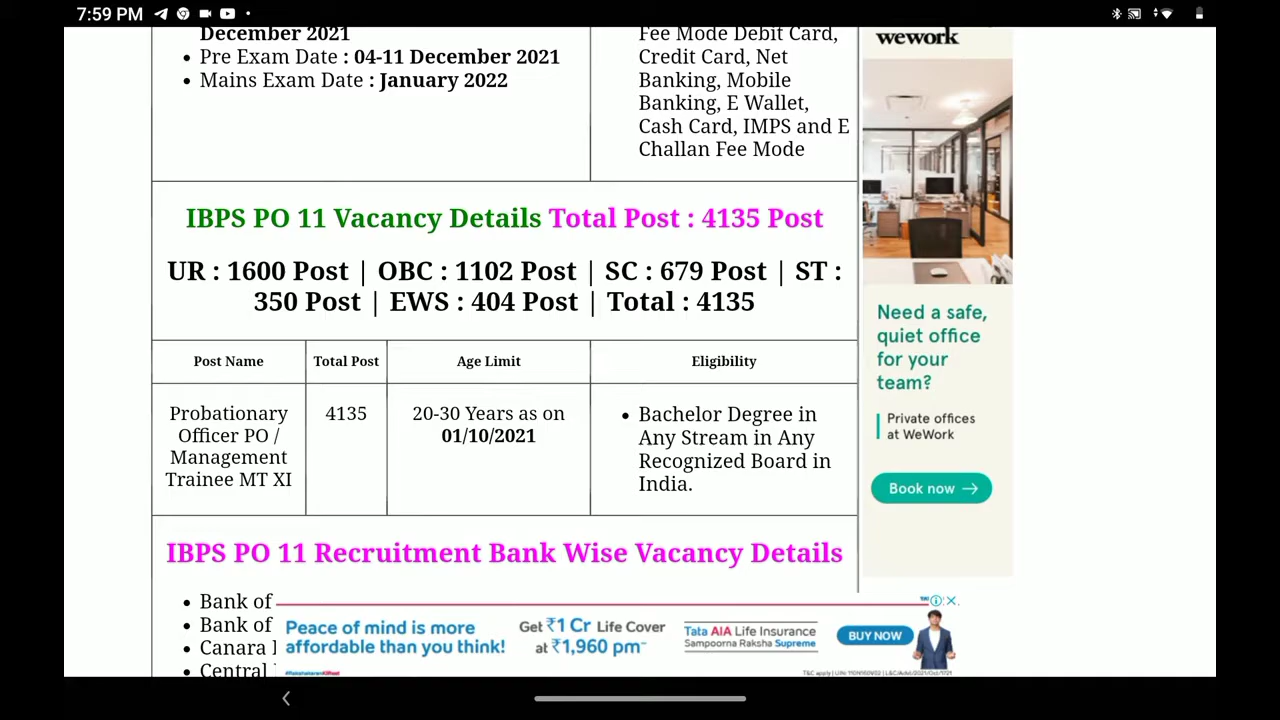 7:59 PM
December 2021
Pre Exam Date : 04-11 December 2021
Mains Exam Date : January 2022
Fee Mode Debit Card,
Credit Card, Net
Banking, Mobile
Banking, E Wallet,
Cash Card, IMPS and E
Challan Fee Mode
IBPS PO 11 Vacancy Details Total Post : 4135 Post
UR : 1600 Post | OBC : 1102 Post | SC : 679 Post | ST :
350 Post | EWS : 404 Post | Total : 4135
Post Name
Total Post
Age Limit
Eligibility
Probationary
Officer PO /
Management
Trainee MT XI
4135
20-30 Years as on
01/10/2021
Bachelor Degree in
Any Stream in Any
Recognized Board in
India.
IBPS PO 11 Recruitment Bank Wise Vacancy Details
Bank of
Bank of
Canara
Central
wework
Need a safe,
quiet office
for your
team?
Private offices
at WeWork
Book now →
Peace of mind is more
affordable than you think!
Get ₹1 Cr Life Cover
at ₹1,960 pm~
Tata AIA Life Insurance
Sampoorna Raksha Supreme
BUY NOW